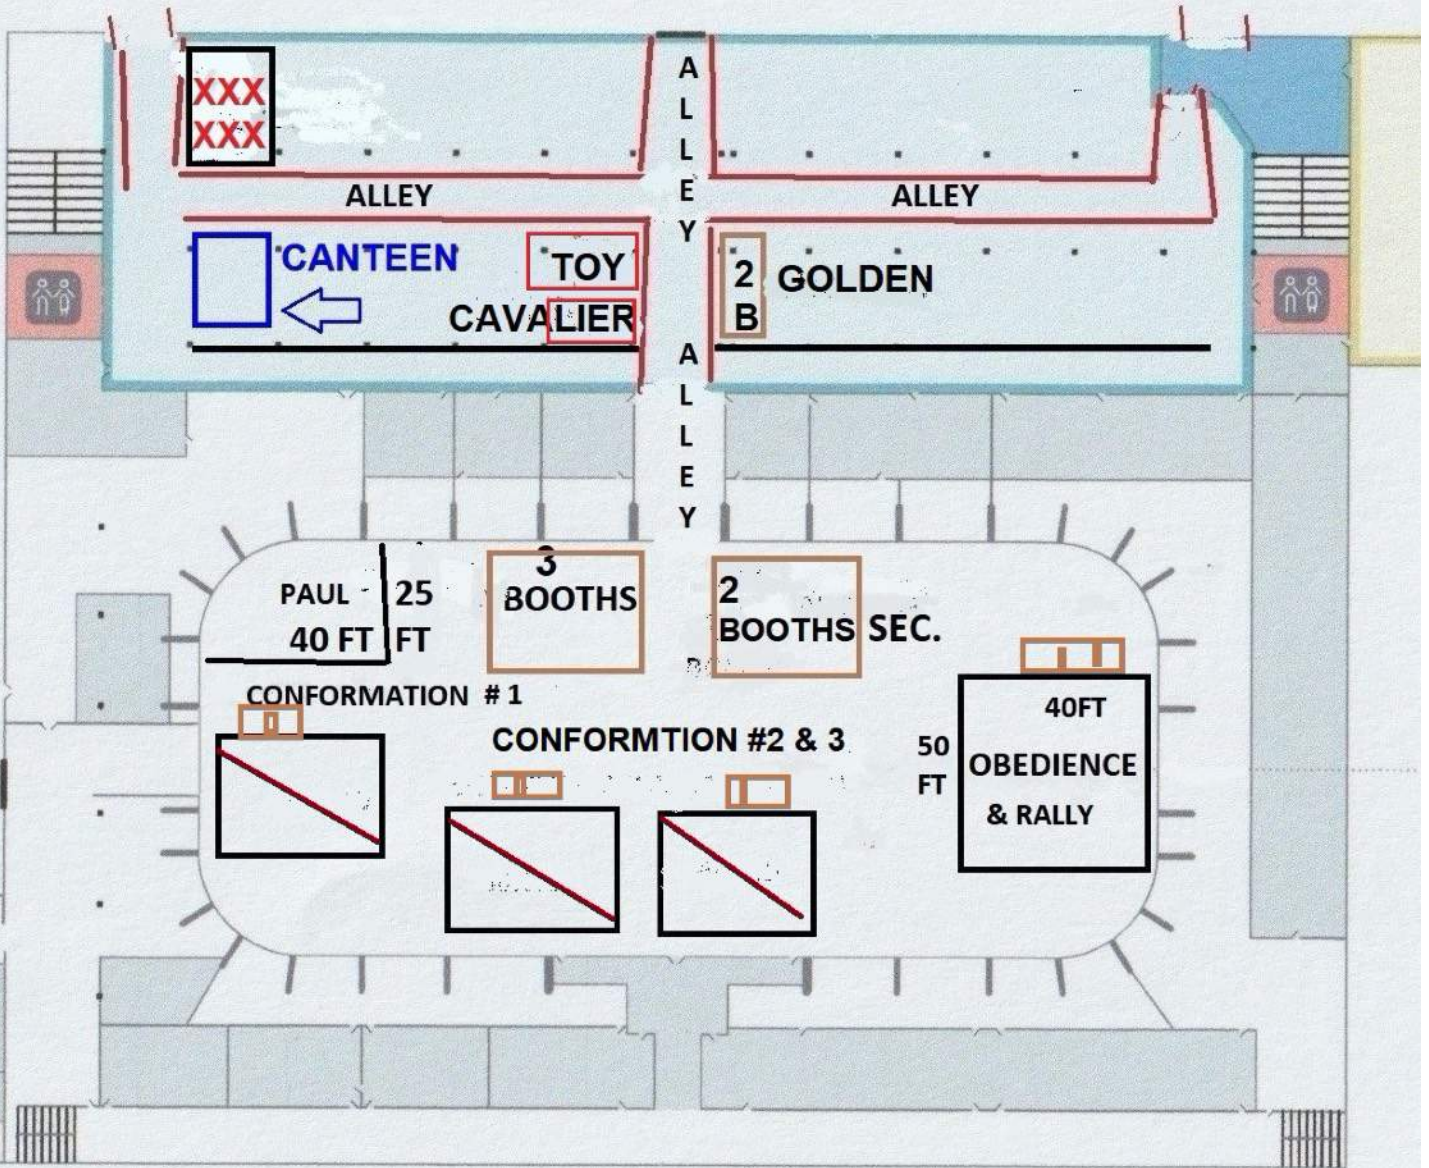 A
L
L
E
Y
XXX
XXX
ALLEY
ALLEY
CANTEEN
TOY
CAVALIER
2
B
GOLDEN
A
L
L
E
Y
PAUL
40 FT
25
FT
3
BOOTHS
2
BOOTHS
SEC.
CONFORMATION # 1
CONFORMTION #2 & 3
40FT
50
FT
OBEDIENCE
& RALLY